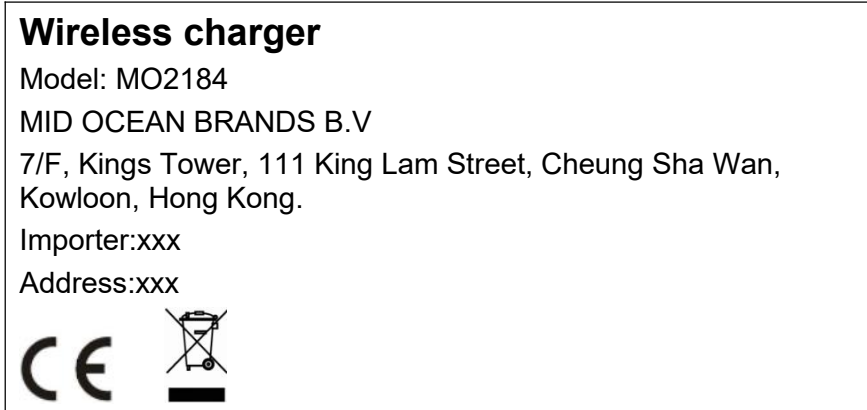 Wireless charger
Model: MO2184
MID OCEAN BRANDS B.V
7/F, Kings Tower, 111 King Lam Street, Cheung Sha Wan,
Kowloon, Hong Kong.
Importer:xxx
Address:xxx
CE